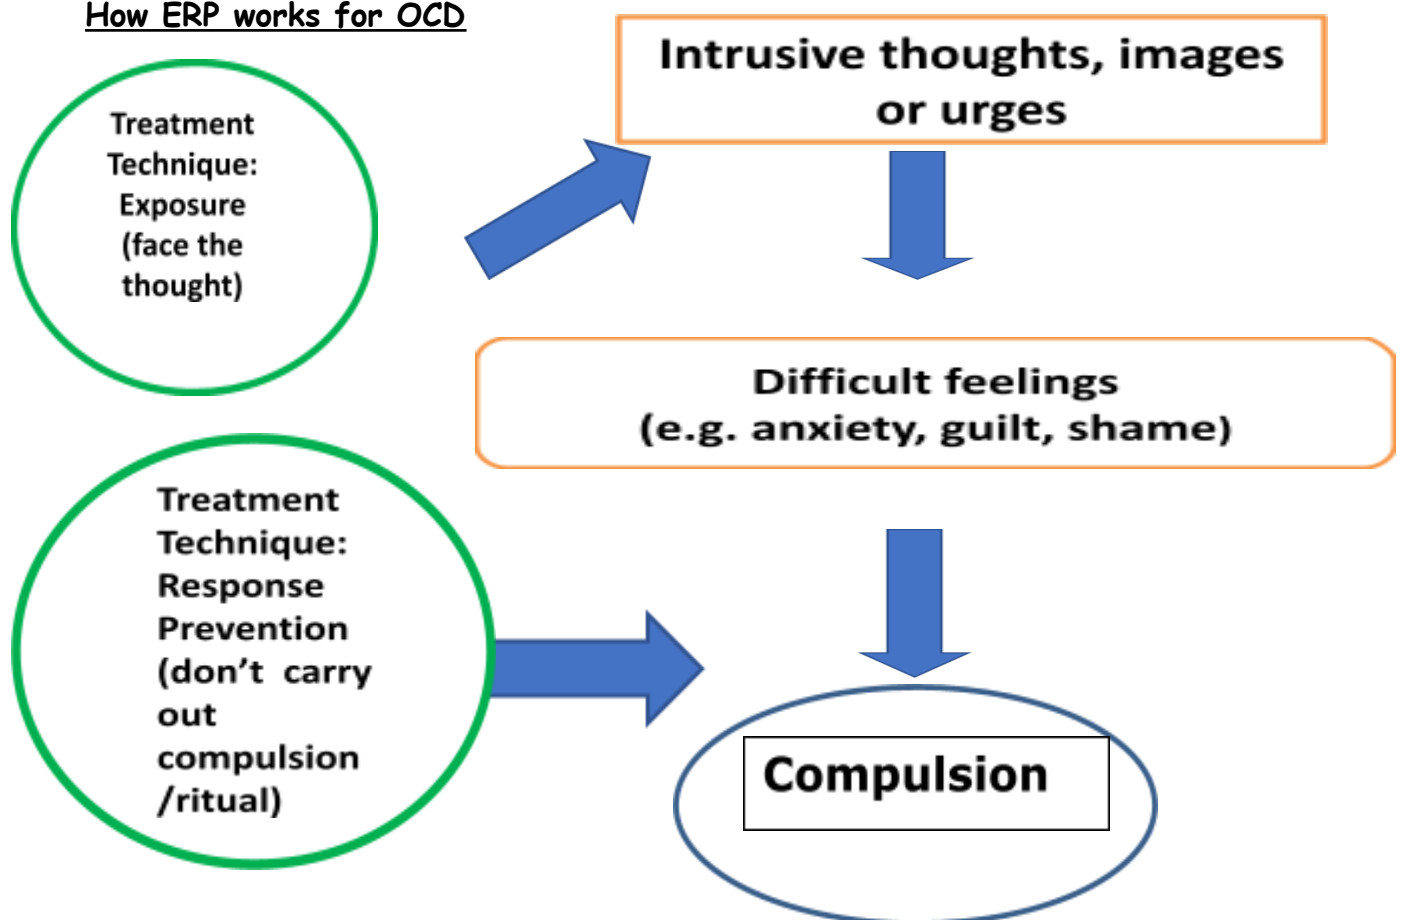 How ERP works for OCD
Intrusive thoughts, images
or urges
Treatment
Technique:
Exposure
(face the
thought)
Difficult feelings
(e.g. anxiety, guilt, shame)
Treatment
Technique:
Response
Prevention
(don’t carry
out
compulsion
/ritual)
Compulsion